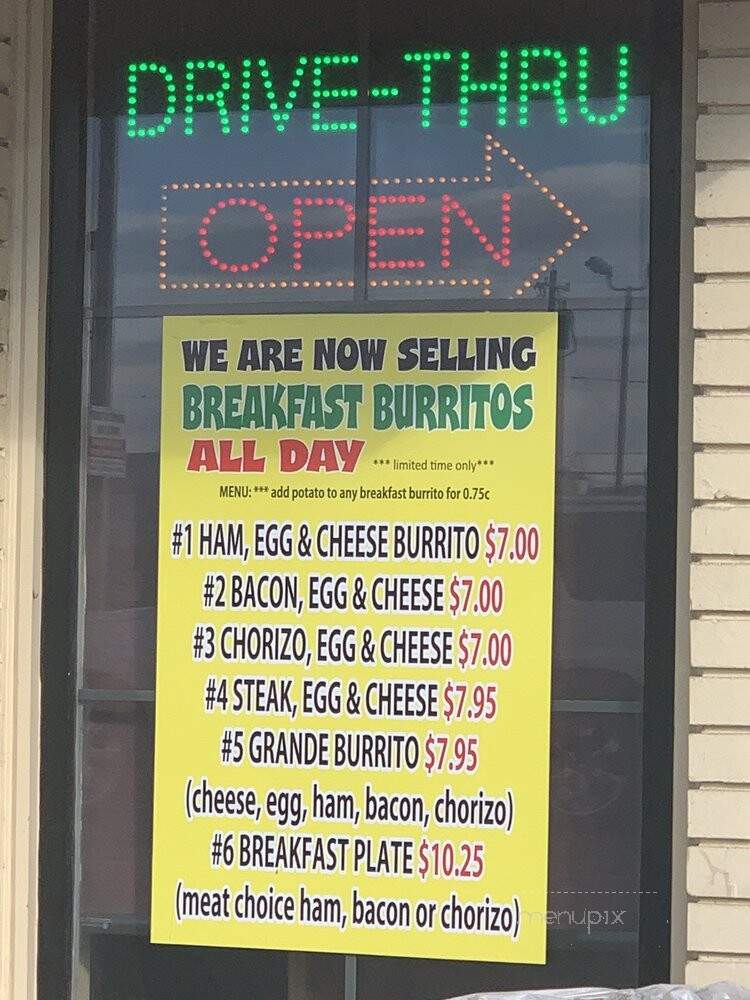 DRIVE-THRU
OPEN
WE ARE NOW SELLING
BREAKFAST BURRITOS
ALL DAY *** limited time only***
MENU: *** add potato to any breakfast burrito for 0.75c
#1 HAM, EGG & CHEESE BURRITO $7.00
#2 BACON, EGG & CHEESE $7.00
#3 CHORIZO, EGG & CHEESE $7.00
#4 STEAK, EGG & CHEESE $7.95
#5 GRANDE BURRITO $7.95
(cheese, egg, ham, bacon, chorizo)
#6 BREAKFAST PLATE $10.25
(meat choice ham, bacon or chorizo)
menupix